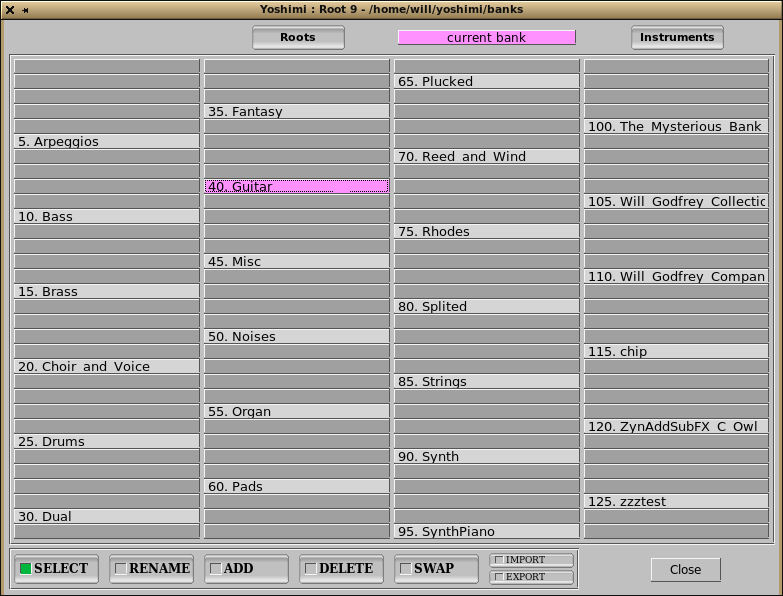 Yoshimi : Root 9 - /home/will/yoshimi/banks
Roots
current bank
Instruments
5. Arpeggios
10. Bass
15. Brass
20. Choir and Voice
25. Drums
30. Dual
35. Fantasy
40. Guitar
45. Misc
50. Noises
55. Organ
60. Pads
65. Plucked
70. Reed and Wind
75. Rhodes
80. Splited
85. Strings
90. Synth
95. SynthPiano
100. The Mysterious Bank
105. Will Godfrey Collectic
110. Will Godfrey Compan
115. chip
120. ZynAddSubFX C Owl
125. zzztest
SELECT
RENAME
ADD
DELETE
SWAP
IMPORT
EXPORT
Close